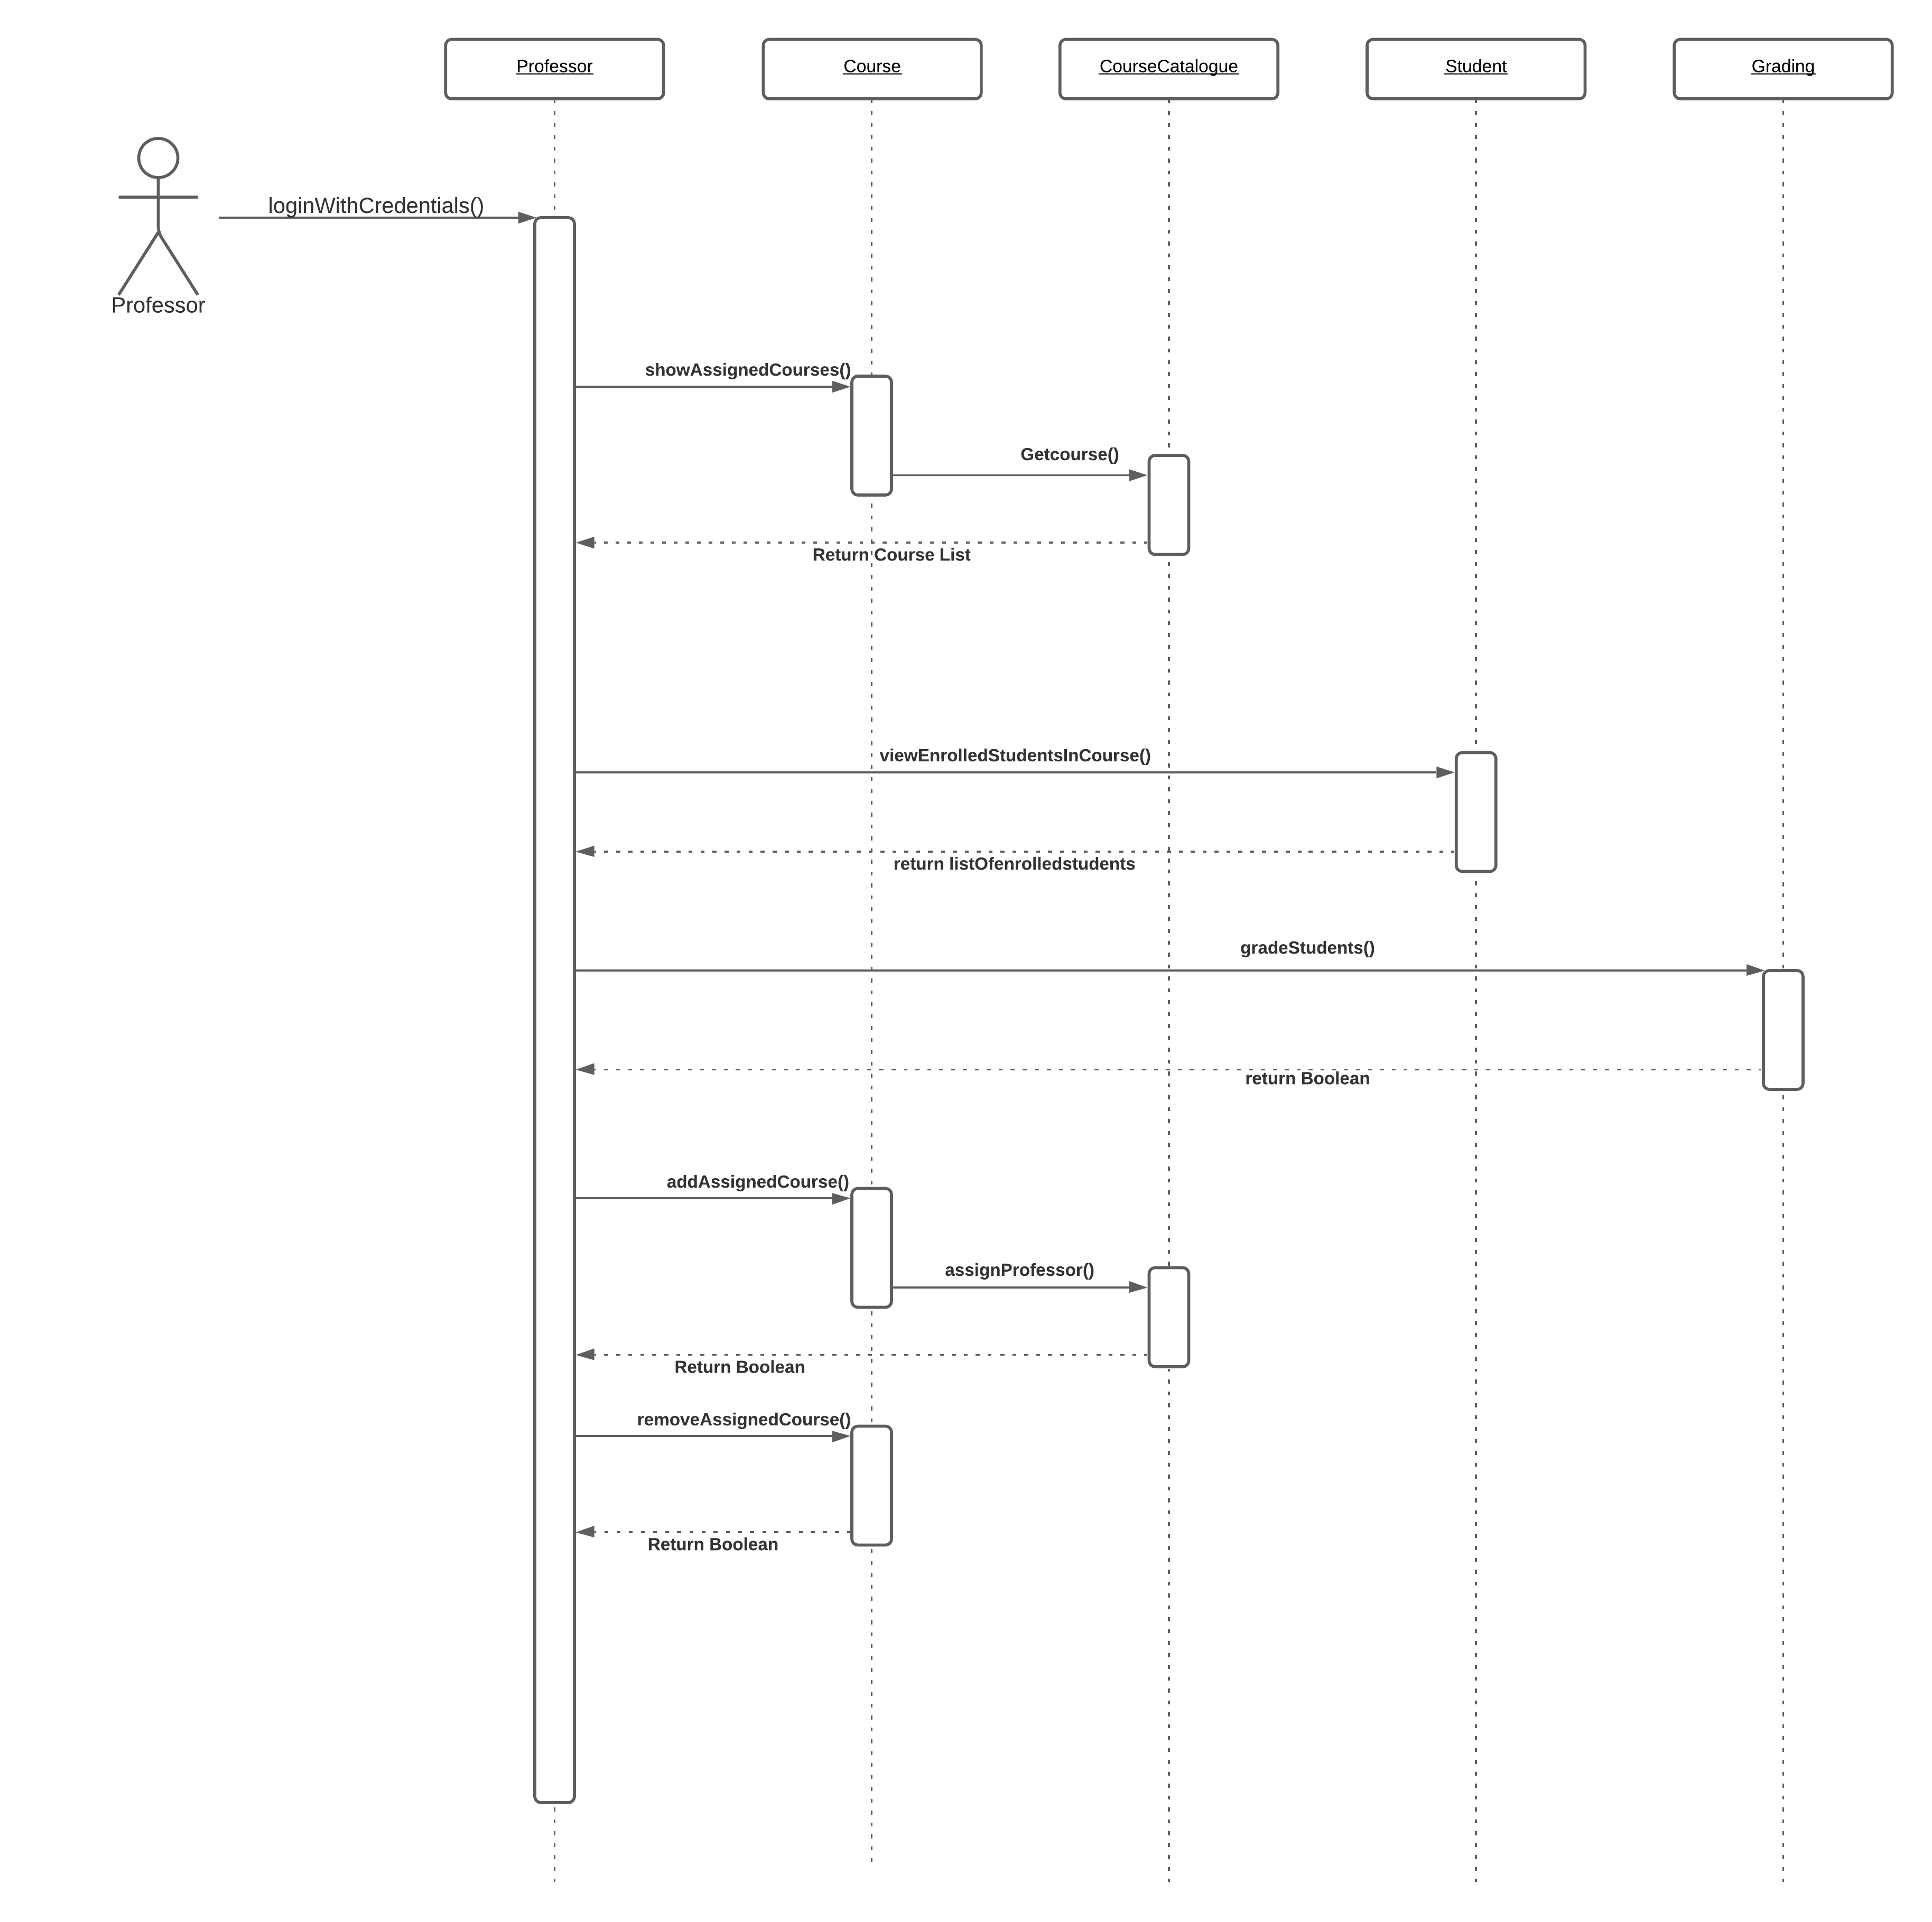 Professor
Course
CourseCatalogue
Student
Grading
loginWithCredentials()
Professor
showAssignedCourses()
Getcourse()
Return Course List
viewEnrolledStudentsInCourse()
return listOfenrolledstudents
gradeStudents()
return Boolean
addAssignedCourse()
assignProfessor()
Return Boolean
removeAssignedCourse()
Return Boolean